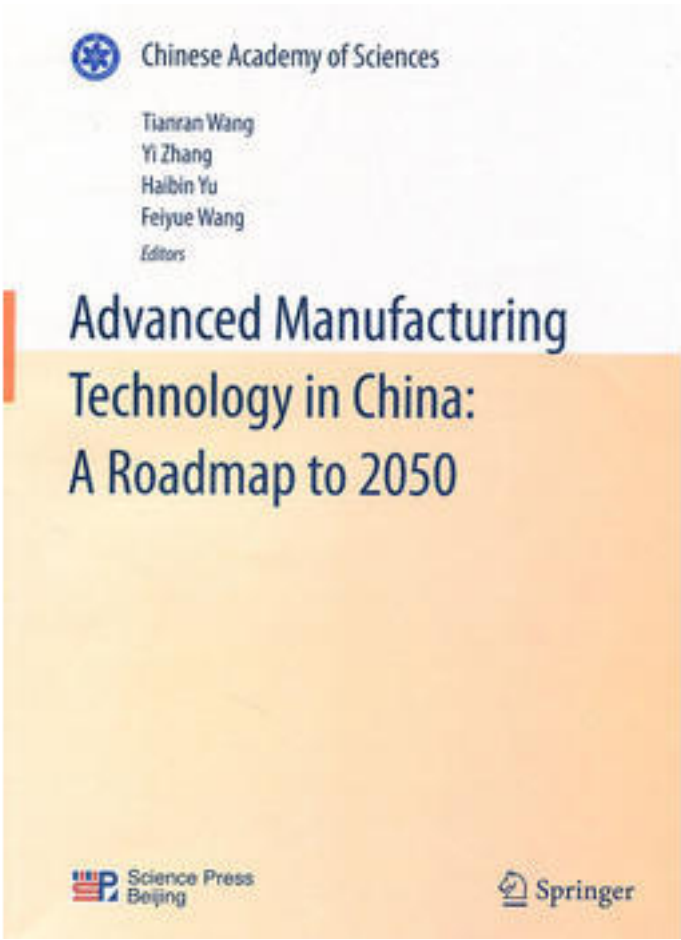 Chinese Academy of Sciences
Tianran Wang
Yi Zhang
Haibin Yu
Feiyue Wang
Editors
Advanced Manufacturing
Technology in China:
A Roadmap to 2050
Science Press
Beijing
Springer